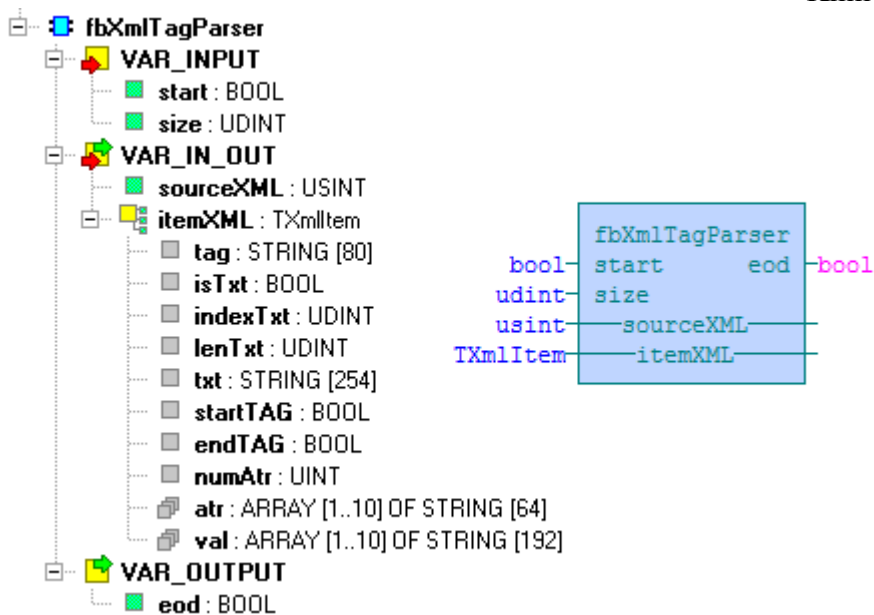 fbXmlTagParser
VAR_INPUT
start : BOOL
size : UDINT
VAR_IN_OUT
sourceXML : USINT
itemXML : TXmlItem
tag : STRING [80]
isTxt : BOOL
indexTxt : UDINT
lenTxt : UDINT
txt : STRING [254]
startTAG : BOOL
endTAG : BOOL
numAtr : UINT
atr : ARRAY [1..10] OF STRING [64]
val : ARRAY [1..10] OF STRING [192]
VAR_OUTPUT
eod : BOOL
fbXmlTagParser
bool start eod bool
udint size
usint sourceXML
TXmlItem itemXML